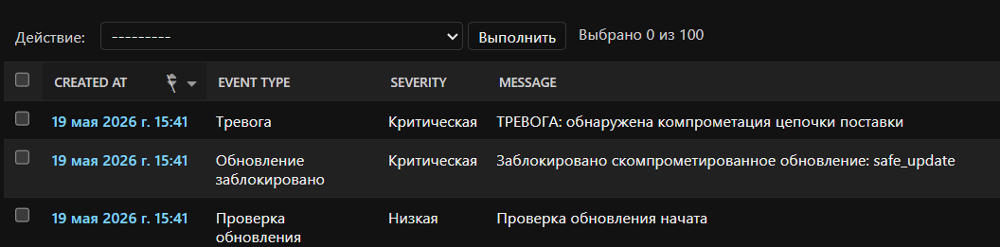 Действие: --------- Выполнить Выбрано 0 из 100
CREATED AT EVENT TYPE SEVERITY MESSAGE
19 мая 2026 г. 15:41 Тревога Критическая ТРЕВОГА: обнаружена компрометация цепочки поставки
19 мая 2026 г. 15:41 Обновление Критическая Заблокировано скомпрометированное обновление: safe_update
заблокировано
19 мая 2026 г. 15:41 Проверка Низкая Проверка обновления начата
обновления